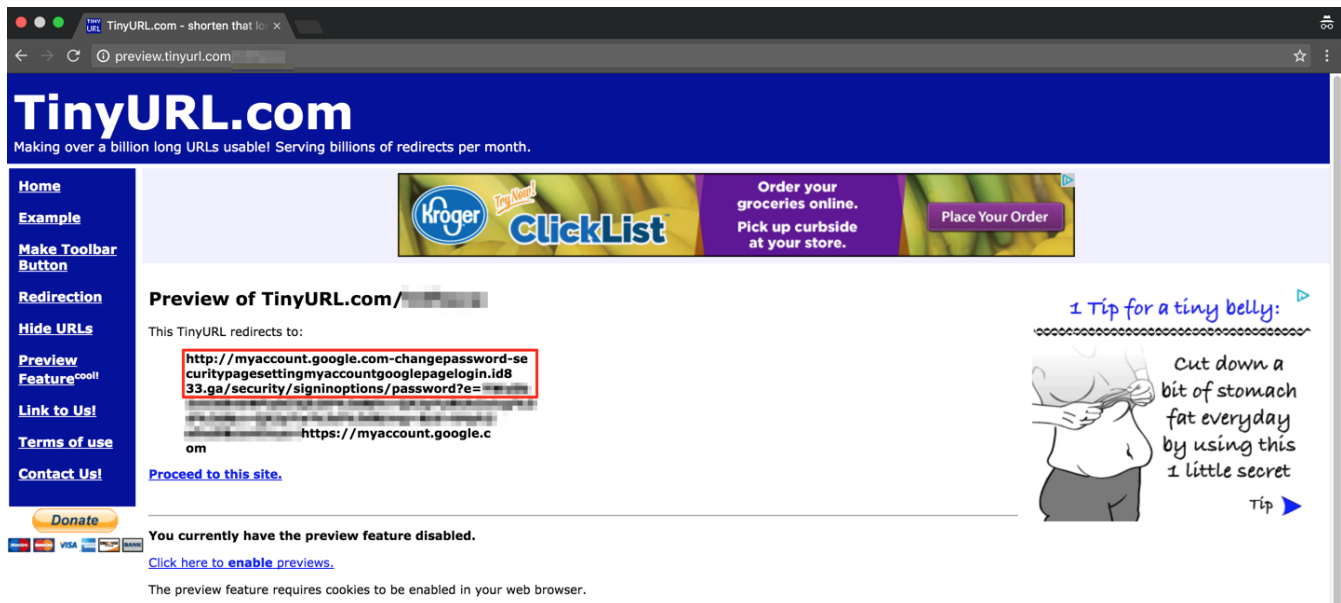 TinyURL.com - shorten that lo
preview.tinyurl.com
TinyURL.com
Making over a billion long URLs usable! Serving billions of redirects per month.
Home
Example
Make Toolbar
Button
Redirection
Hide URLs
Preview
Feature cool!
Link to Us!
Terms of use
Contact Us!
Donate
VISA
Kroger
Try Now!
ClickList
Order your
groceries online.
Pick up curbside
at your store.
Place Your Order
Preview of TinyURL.com/
This TinyURL redirects to:
http://myaccount.google.com-changepassword-se
curitypagesettingmyaccountgooglepagelogin.id8
33.ga/security/signinoptions/password?e=
https://myaccount.google.c
om
Proceed to this site.
You currently have the preview feature disabled.
Click here to enable previews.
The preview feature requires cookies to be enabled in your web browser.
1 Tip for a tiny belly:
Cut down a
bit of stomach
fat everyday
by using this
1 little secret
Tip